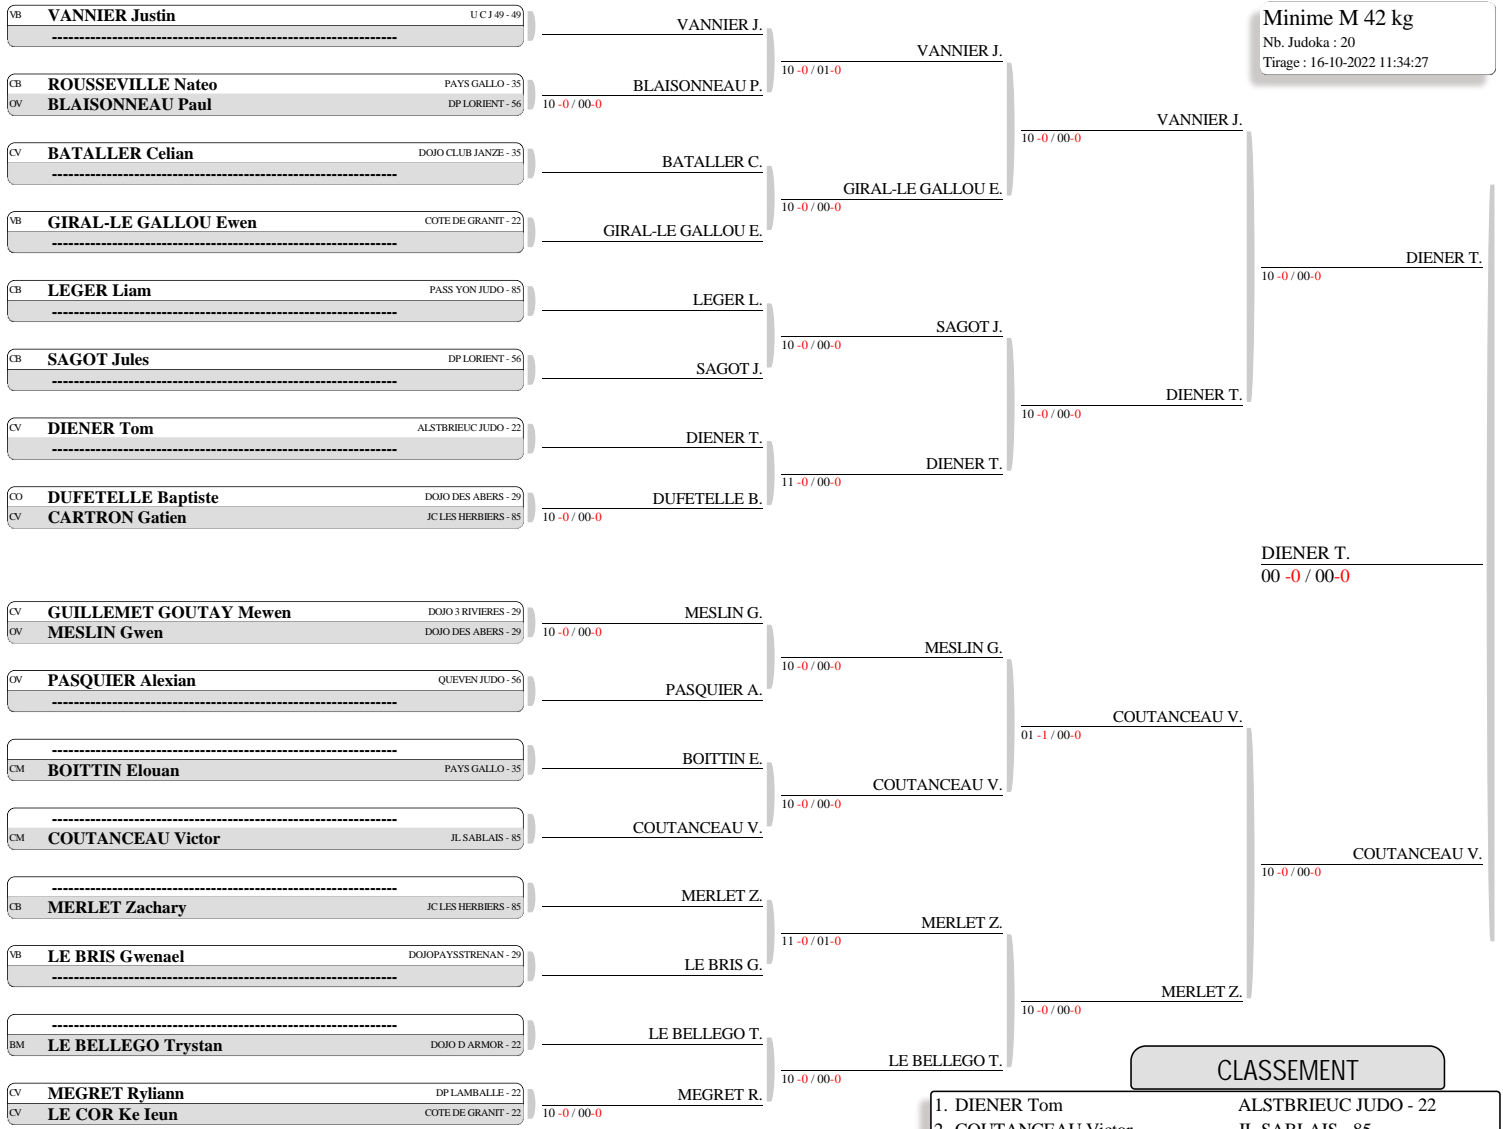 Minime M 42 kg
Nb. Judoka : 20
Tirage : 16-10-2022 11:34:27
VB VANNIER Justin U C J 49 - 49
----------------------------------------------------------------
CB ROUSSEVILLE Nateo PAYS GALLO - 35
OV BLAISONNEAU Paul DP LORIENT - 56
CV BATALLER Celian DOJO CLUB JANZE - 35
----------------------------------------------------------------
VB GIRAL-LE GALLOU Ewen COTE DE GRANIT - 22
----------------------------------------------------------------
CB LEGER Liam PASS YON JUDO - 85
----------------------------------------------------------------
CB SAGOT Jules DP LORIENT - 56
----------------------------------------------------------------
CV DIENER Tom ALSTBRIEUC JUDO - 22
----------------------------------------------------------------
CO DUFETELLE Baptiste DOJO DES ABERS - 29
CV CARTRON Gatien JC LES HERBIERS - 85
CV GUILLEMET GOUTAY Mewen DOJO 3 RIVIERES - 29
OV MESLIN Gwen DOJO DES ABERS - 29
OV PASQUIER Alexian QUEVEN JUDO - 56
----------------------------------------------------------------
----------------------------------------------------------------
CM BOITTIN Elouan PAYS GALLO - 35
----------------------------------------------------------------
CM COUTANCEAU Victor JL SABLAIS - 85
----------------------------------------------------------------
CB MERLET Zachary JC LES HERBIERS - 85
VB LE BRIS Gwenael DOJOPAYSSTRENAN - 29
----------------------------------------------------------------
----------------------------------------------------------------
BM LE BELLEGO Trystan DOJO D ARMOR - 22
CV MEGRET Ryliann DP LAMBALLE - 22
CV LE COR Ke Ieun COTE DE GRANIT - 22
VANNIER J.
BLAISONNEAU P.
10 -0 / 00-0
BATALLER C.
GIRAL-LE GALLOU E.
LEGER L.
SAGOT J.
DIENER T.
DUFETELLE B.
10 -0 / 00-0
MESLIN G.
10 -0 / 00-0
PASQUIER A.
BOITTIN E.
COUTANCEAU V.
MERLET Z.
LE BRIS G.
LE BELLEGO T.
MEGRET R.
10 -0 / 00-0
VANNIER J.
10 -0 / 01-0
GIRAL-LE GALLOU E.
10 -0 / 00-0
SAGOT J.
10 -0 / 00-0
DIENER T.
11 -0 / 00-0
MESLIN G.
10 -0 / 00-0
COUTANCEAU V.
10 -0 / 00-0
MERLET Z.
11 -0 / 01-0
LE BELLEGO T.
10 -0 / 00-0
VANNIER J.
10 -0 / 00-0
DIENER T.
10 -0 / 00-0
COUTANCEAU V.
01 -1 / 00-0
MERLET Z.
10 -0 / 00-0
DIENER T.
10 -0 / 00-0
COUTANCEAU V.
10 -0 / 00-0
DIENER T.
00 -0 / 00-0
CLASSEMENT
1. DIENER Tom ALSTBRIEUC JUDO - 22
2. COUTANCEAU Victor JL SABLAIS - 85